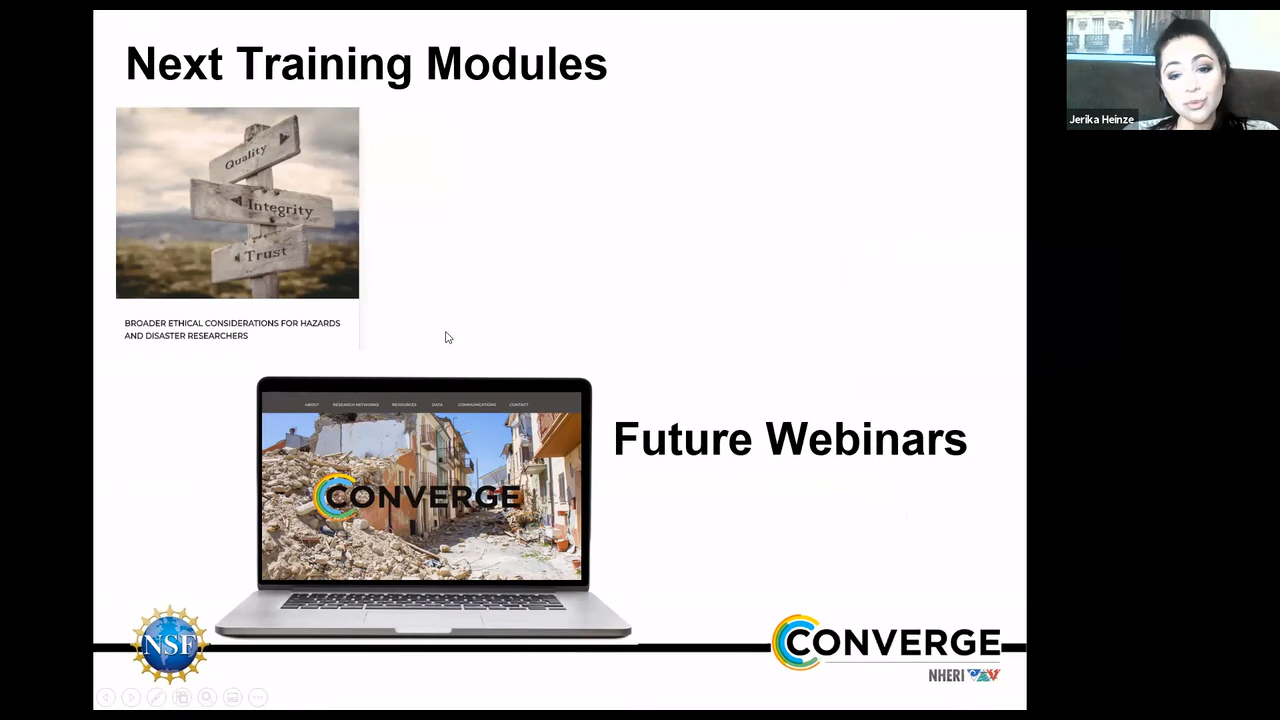 Next Training Modules
Jerika Heinze
Quality
Integrity
Trust
BROADER ETHICAL CONSIDERATIONS FOR HAZARDS
AND DISASTER RESEARCHERS
ABOUT RESEARCH NETWORKS RESOURCES DATA COMMUNICATIONS CONTACT
CONVERGE
Future Webinars
NSF
CONVERGE
NHERI